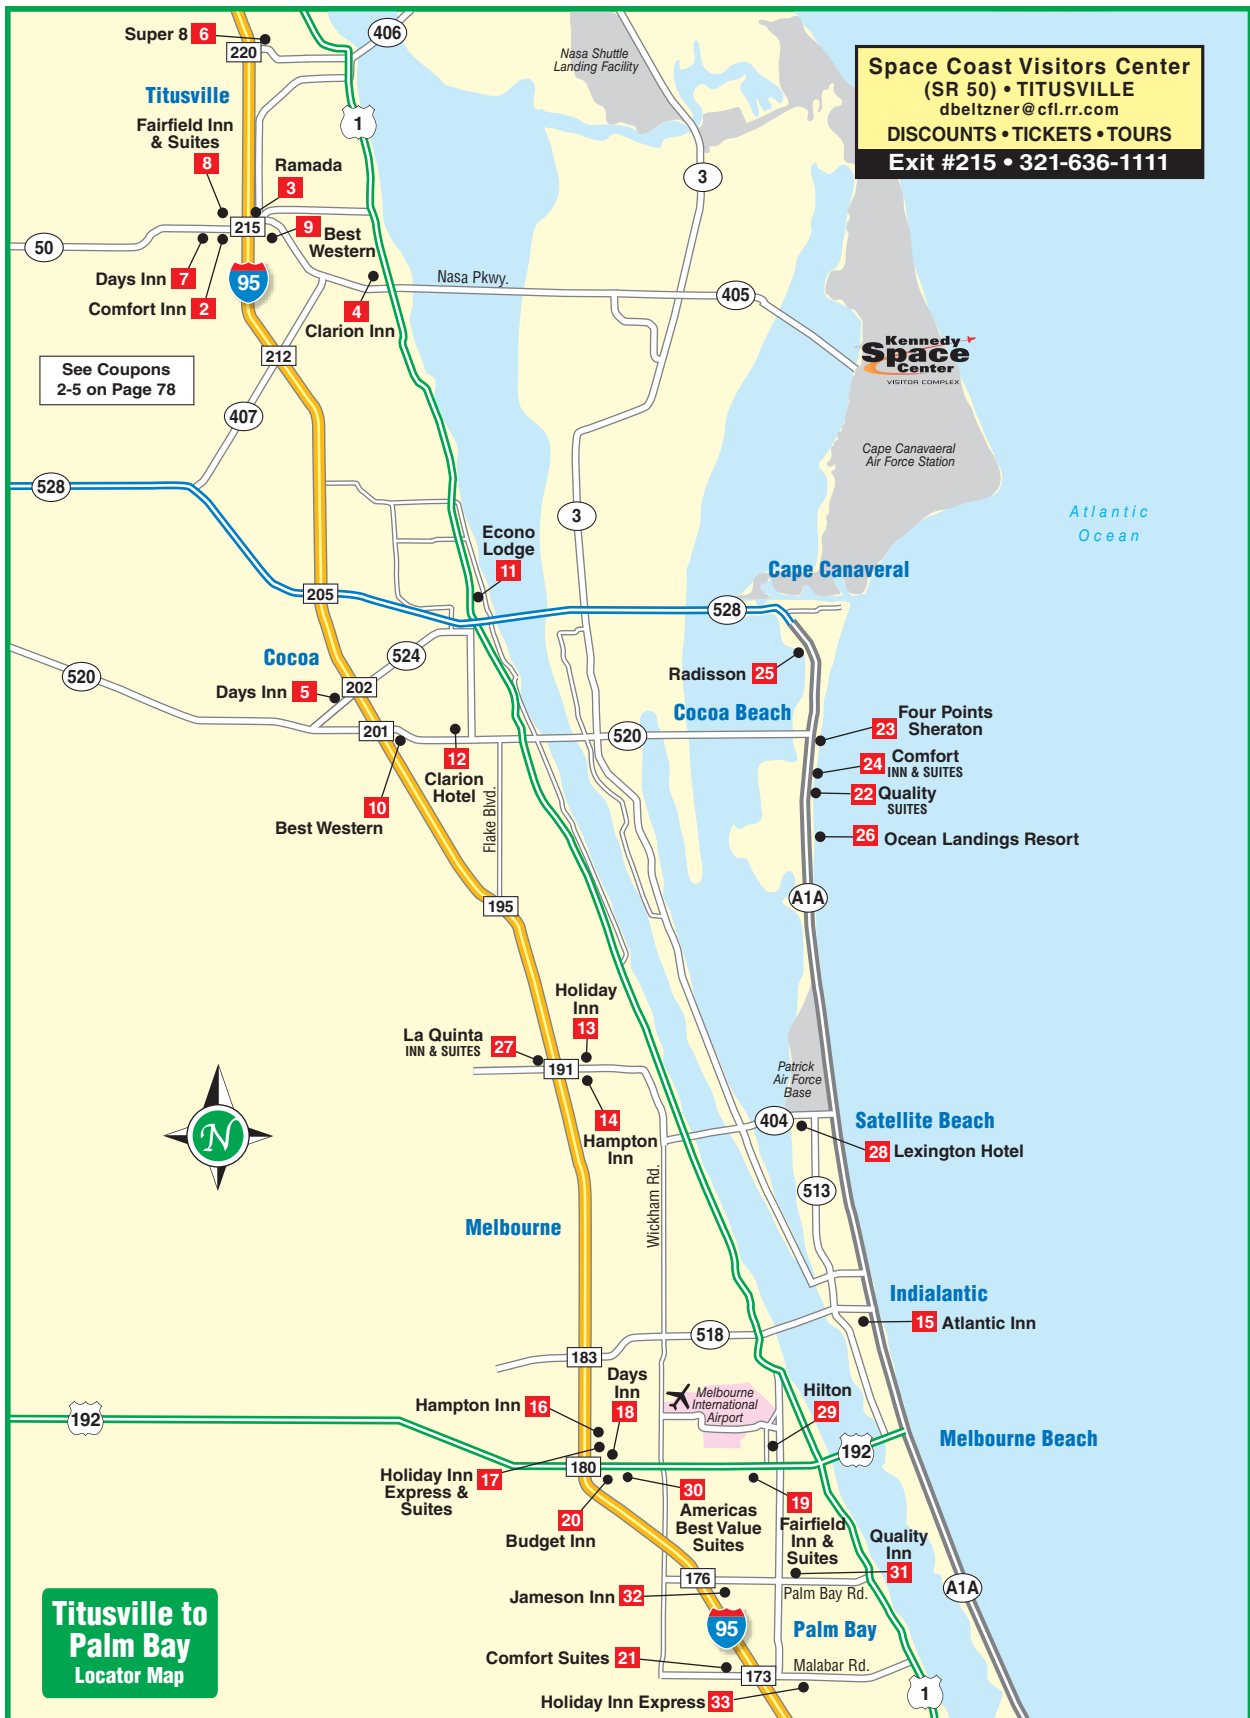 Super 8 6
220
406
Titusville
Fairfield Inn
& Suites
8
1
Ramada
3
Nasa Shuttle
Landing Facility
3
Space Coast Visitors Center
(SR 50) • TITUSVILLE
dbeltzner@cfl.rr.com
DISCOUNTS • TICKETS • TOURS
Exit #215 • 321-636-1111
50
215
9
Best
Western
Days Inn 7
Comfort Inn 2
95
4
Clarion Inn
Nasa Pkwy.
405
Kennedy
Space
Center
VISITOR COMPLEX
See Coupons
2-5 on Page 78
212
407
Cape Canavaeral
Air Force Station
528
3
Atlantic
Ocean
Econo
Lodge
11
Cape Canaveral
205
528
Cocoa
524
520
Days Inn 5
202
Radisson 25
Cocoa Beach
201
520
Four Points
23
Sheraton
12
Clarion
Hotel
24 Comfort
INN & SUITES
22 Quality
SUITES
10
Best Western
Flake Blvd.
26 Ocean Landings Resort
195
A1A
Holiday
Inn
13
La Quinta
INN & SUITES
27
191
14
Hampton
Inn
Patrick
Air Force
Base
404
Satellite Beach
28 Lexington Hotel
N
Wickham Rd.
513
Melbourne
Indialantic
15 Atlantic Inn
518
183
Days
Inn
18
Hampton Inn 16
Melbourne
International
Airport
Hilton
29
192
192
Melbourne Beach
Holiday Inn
Express &
Suites
17
180
20
Budget Inn
30
Americas
Best Value
Suites
19
Fairfield
Inn &
Suites
Quality
Inn
31
176
Jameson Inn 32
Palm Bay Rd.
A1A
95
Palm Bay
Comfort Suites 21
Malabar Rd.
173
Holiday Inn Express 33
1
Titusville to
Palm Bay
Locator Map